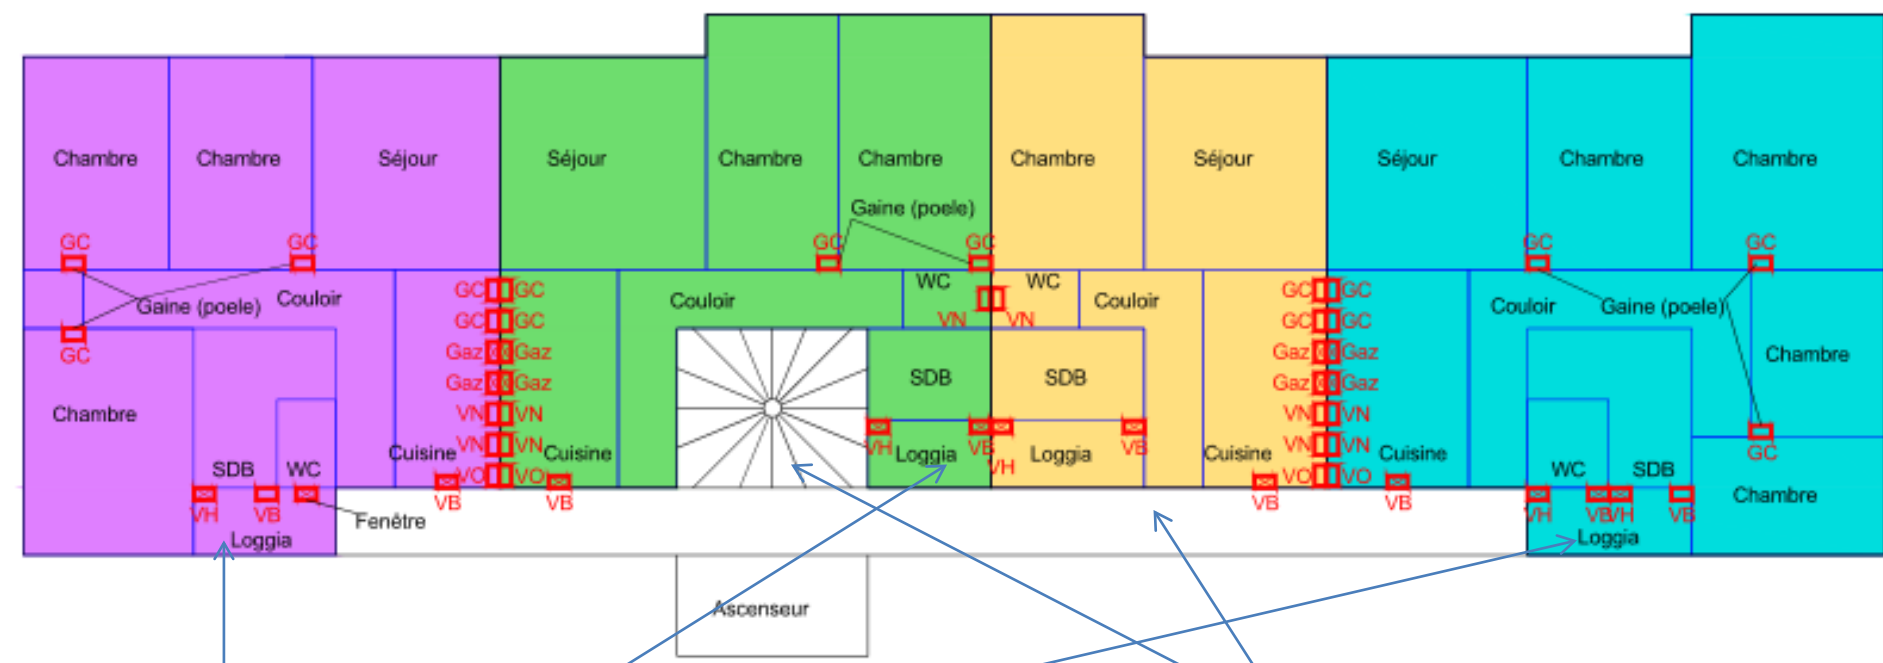 Chambre Chambre Séjour Séjour Chambre Chambre Chambre Séjour Séjour Chambre Chambre
Gaine (poele)
GC GC GC GC GC GC
WC WC
GC GC GC GC
Couloir Couloir Couloir Couloir
Gaine (poele) Gaine (poele)
GC GC VN VN GC GC
GC
Gaz Gaz Gaz Gaz
Chambre
SDB SDB
Gaz Gaz Gaz Gaz
Chambre
VN VN VN VN
VH VB VB
VN VN VN VN
Cuisine Cuisine Loggia Loggia Cuisine Cuisine
GC
VH
SDB WC WC SDB
VO VO VO VO
Chambre
VB VB VB VB
VH VB VH VB VH VB
Fenêtre
Loggia Loggia
Ascenseur